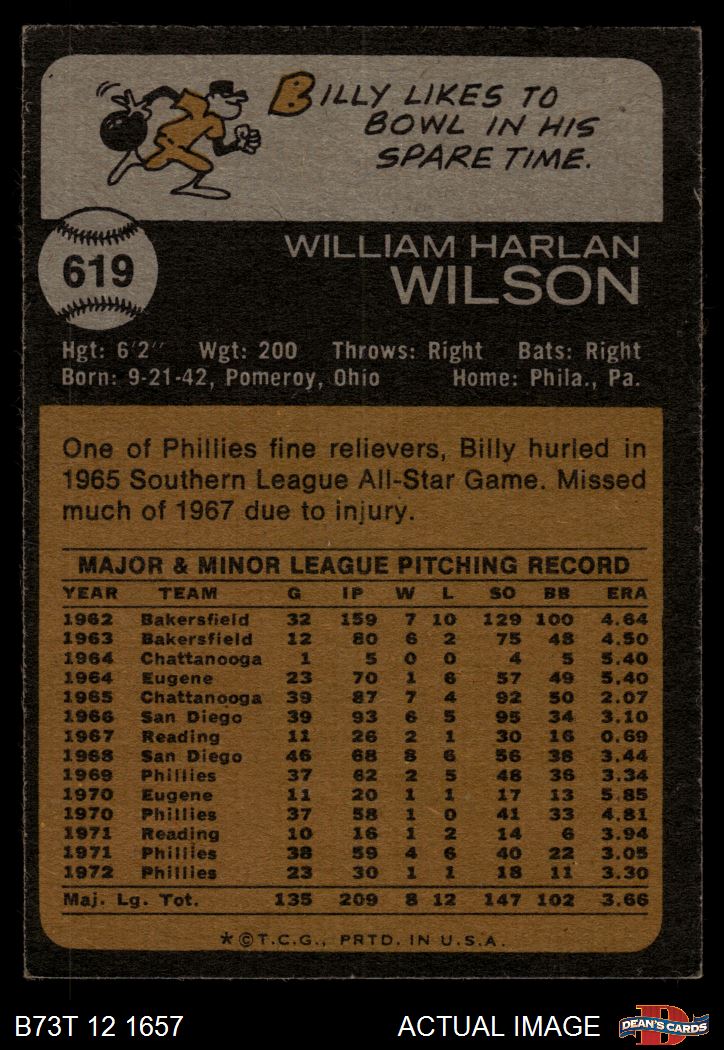 BILLY LIKES TO
BOWL IN HIS
SPARE TIME.
619
WILLIAM HARLAN
WILSON
Hgt: 6'2" Wgt: 200 Throws: Right Bats: Right
Born: 9-21-42, Pomeroy, Ohio Home: Phila., Pa.
One of Phillies fine relievers, Billy hurled in
1965 Southern League All-Star Game. Missed
much of 1967 due to injury.
MAJOR & MINOR LEAGUE PITCHING RECORD
YEAR TEAM G IP W L SO BB ERA
1962 Bakersfield 32 159 7 10 129 100 4.64
1963 Bakersfield 12 80 6 2 75 48 4.50
1964 Chattanooga 1 5 0 0 4 5 5.40
1964 Eugene 23 70 1 6 57 49 5.40
1965 Chattanooga 39 87 7 4 92 50 2.07
1966 San Diego 39 93 6 5 95 34 3.10
1967 Reading 11 26 2 1 30 16 0.69
1968 San Diego 46 68 8 6 56 38 3.44
1969 Phillies 37 62 2 5 48 36 3.34
1970 Eugene 11 20 1 1 17 13 5.85
1970 Phillies 37 58 1 0 41 33 4.81
1971 Reading 10 16 1 2 14 6 3.94
1971 Phillies 38 59 4 6 40 22 3.05
1972 Phillies 23 30 1 1 18 11 3.30
Maj. Lg. Tot. 135 209 8 12 147 102 3.66
*©T.C.G., PRTD. IN U.S.A.
B73T 12 1657 ACTUAL IMAGE
D
DEAN'S CARDS